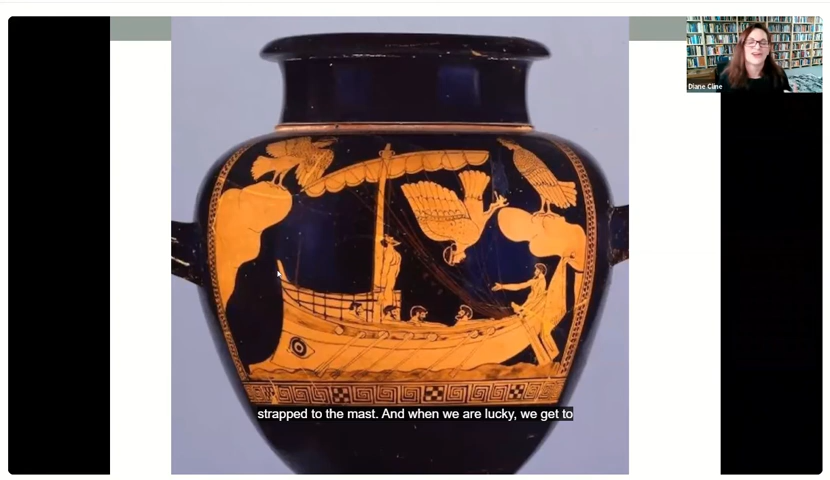 Diane Cline
strapped to the mast. And when we are lucky, we get to